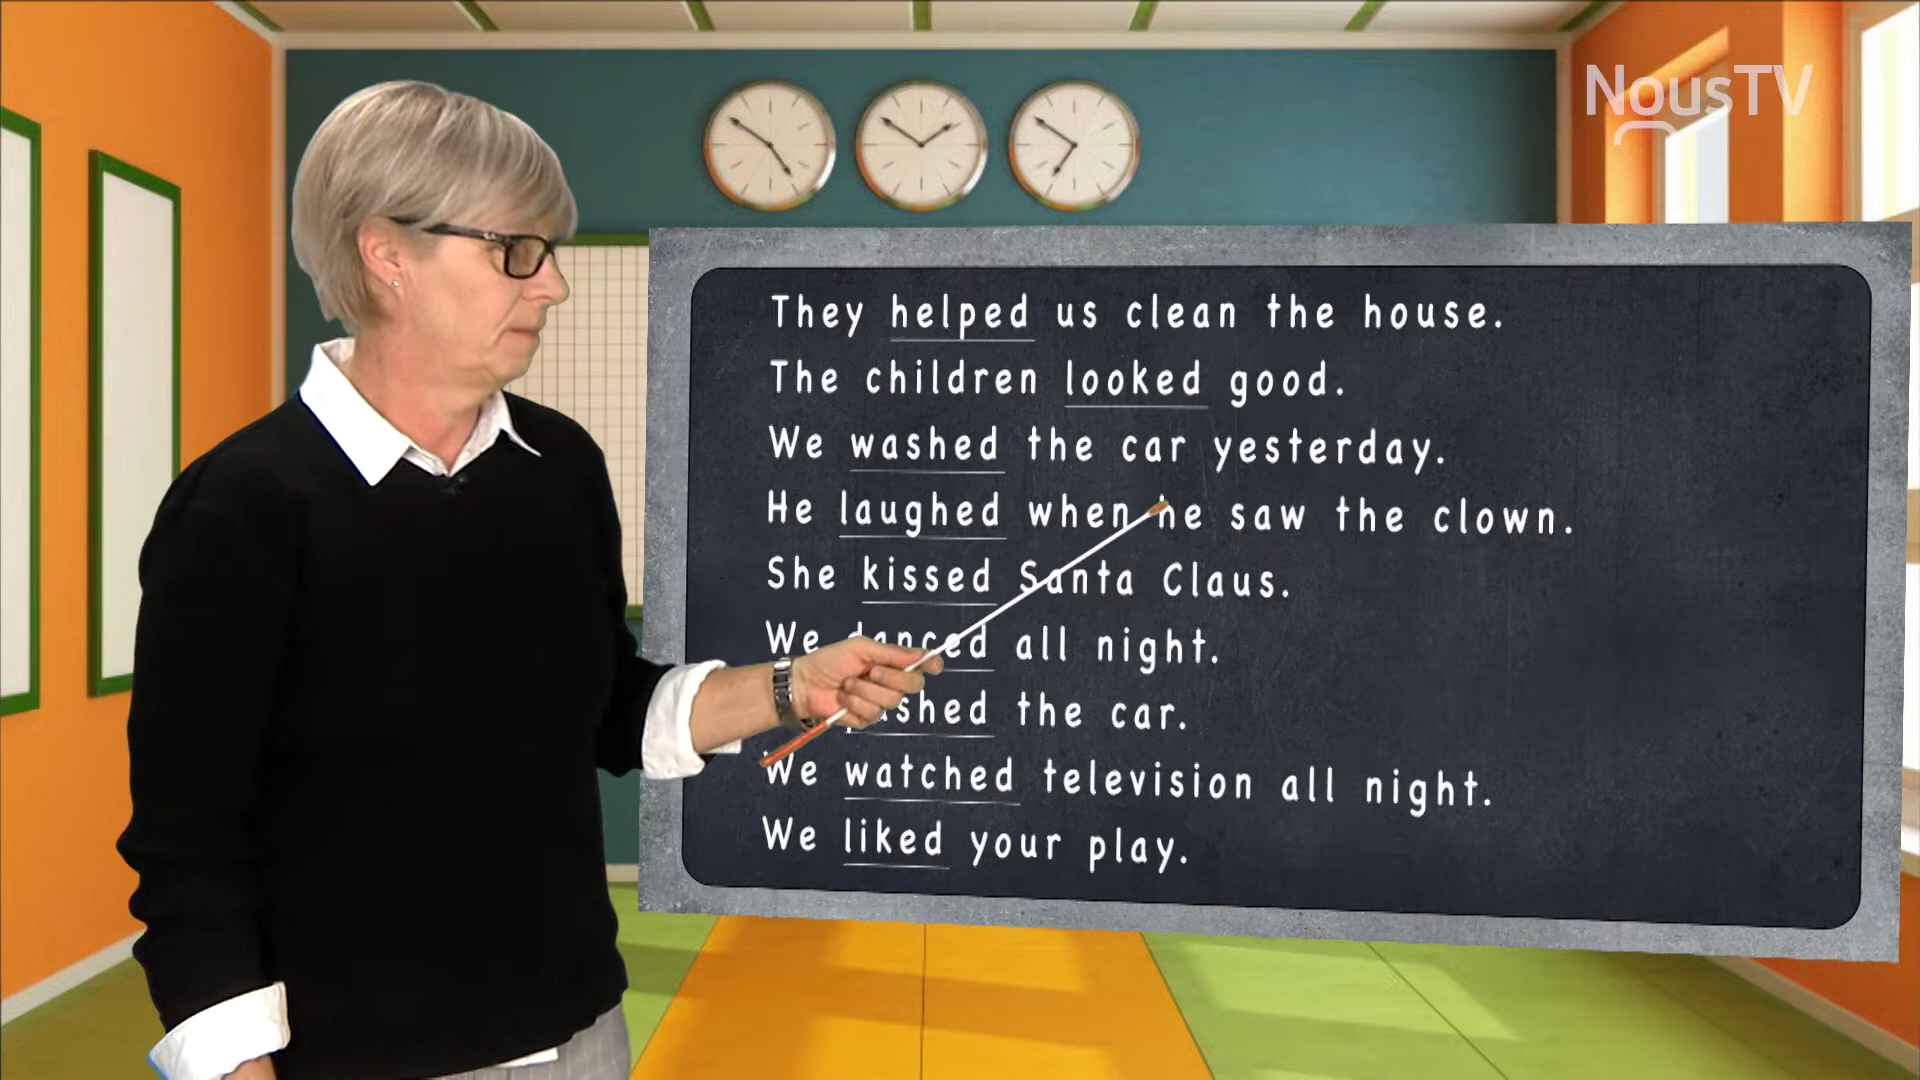 NousTV
They helped us clean the house.
The children looked good.
We washed the car yesterday.
He laughed when he saw the clown.
She kissed Santa Claus.
We danced all night.
the car.
We watched television all night.
We liked your play.